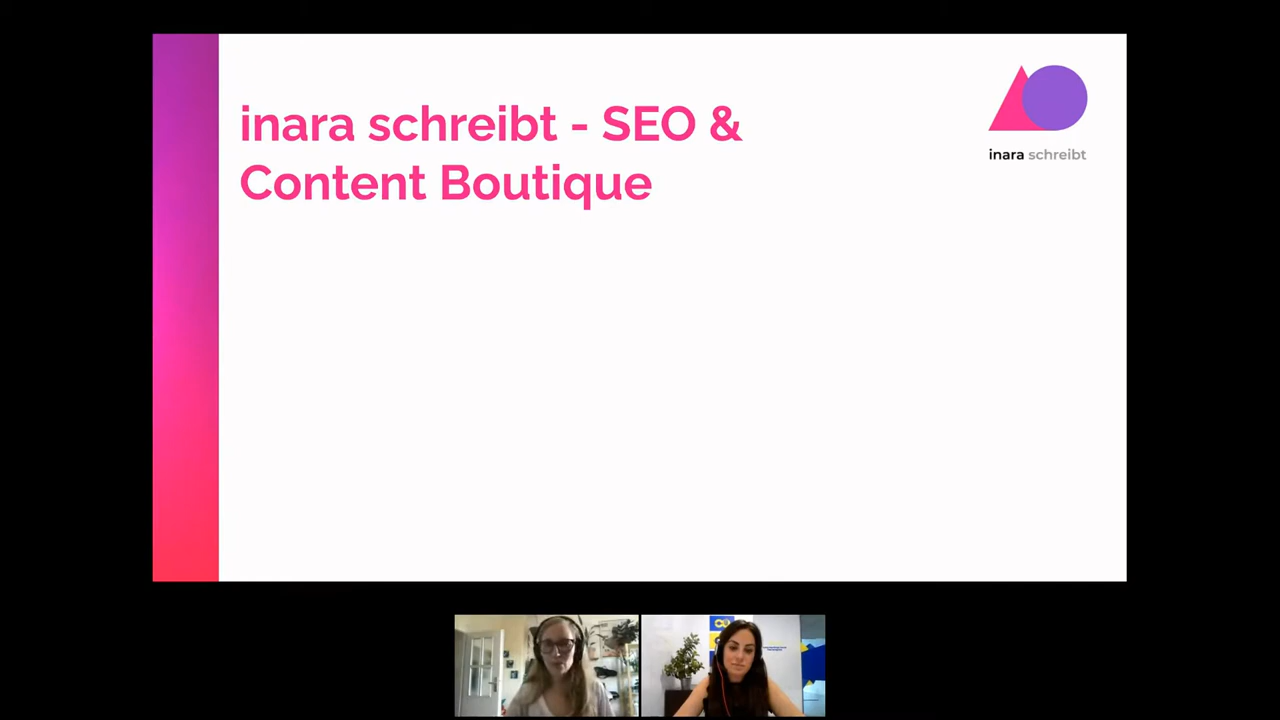 inara schreibt - SEO &
Content Boutique
inara schreibt